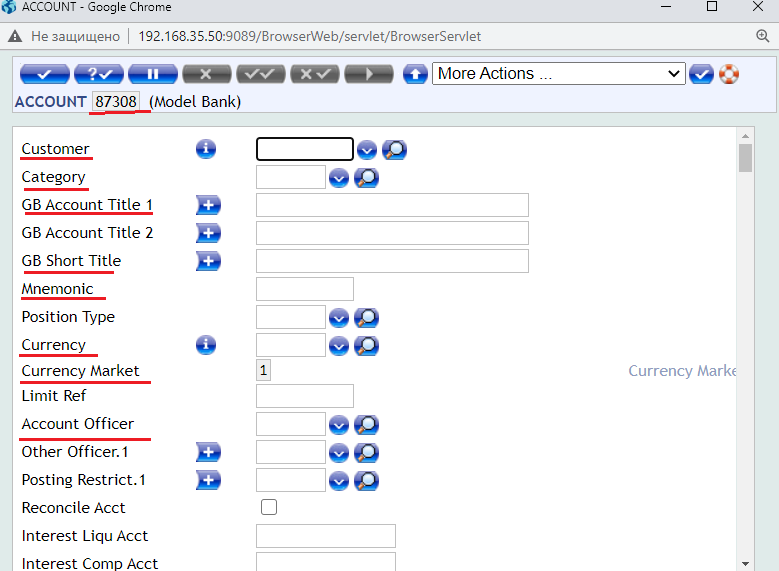 ACCOUNT - Google Chrome
Не защищено 192.168.35.50:9089/BrowserWeb/servlet/BrowserServlet
More Actions ...
ACCOUNT 87308 (Model Bank)
Customer
Category
GB Account Title 1
GB Account Title 2
GB Short Title
Mnemonic
Position Type
Currency
Currency Market 1 Currency Marke
Limit Ref
Account Officer
Other Officer.1
Posting Restrict.1
Reconcile Acct
Interest Liqu Acct
Interest Comp Acct